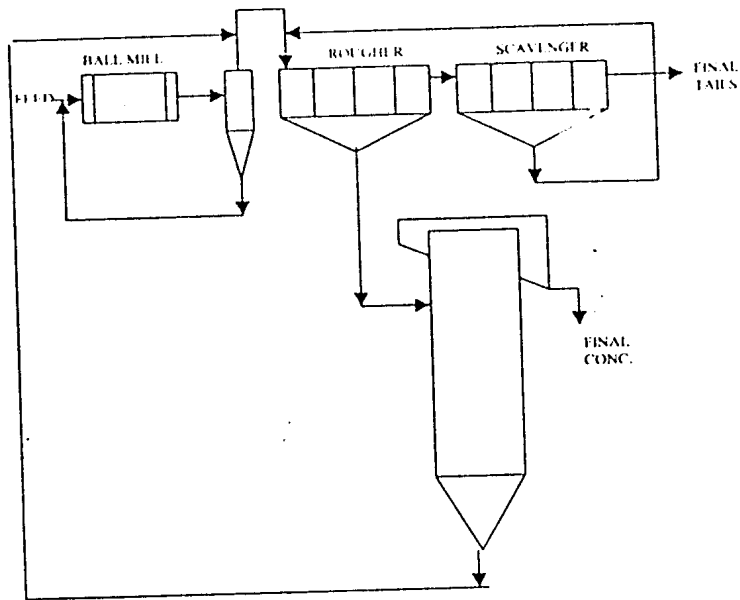 ROUGHER
SCAVENGER
BALL MILL
FEED
FINAL
TAILS
FINAL
CONC.